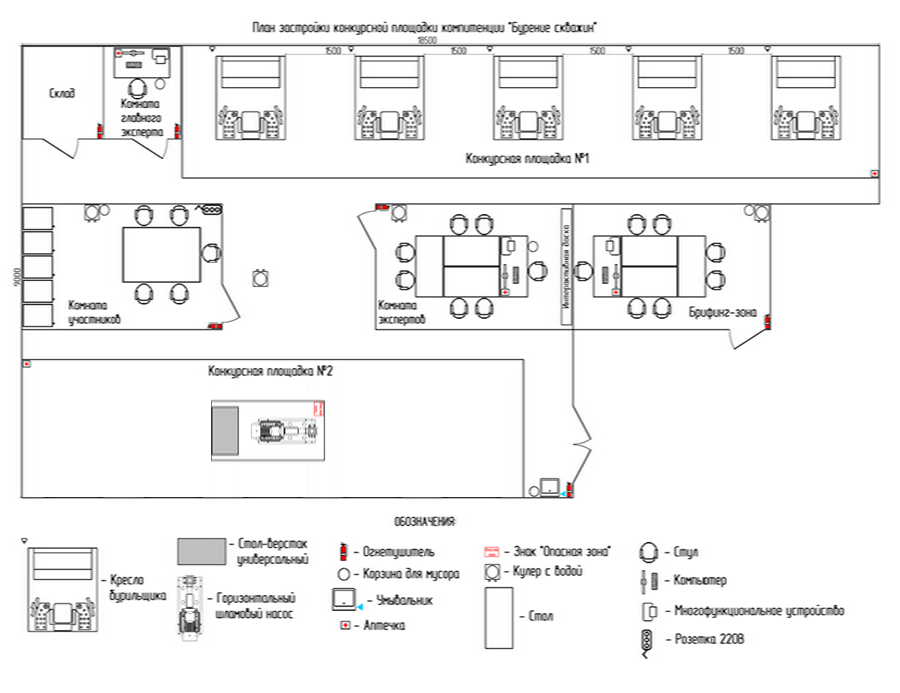 План застройки конкурсной площадки компитенции "Бурение скважин"
18500
1500
1500
1500
1500
Склад
Комната
главного
эксперта
Конкурсная площадка №1
9000
Комната
участников
Комната
экспертов
Интерактивная доска
Брифинг-зона
Конкурсная площадка №2
ОБОЗНАЧЕНИЯ:
- Кресло
бурильщика
- Стол-верстак
универсальный
- Горизонтальный
шламовый насос
- Огнетушитель
- Корзина для мусора
- Умывальник
- Аптечка
- Знак "Опасная зона"
- Кулер с водой
- Стол
- Стул
- Компьютер
- Многофункциональное устройство
- Розетка 220В